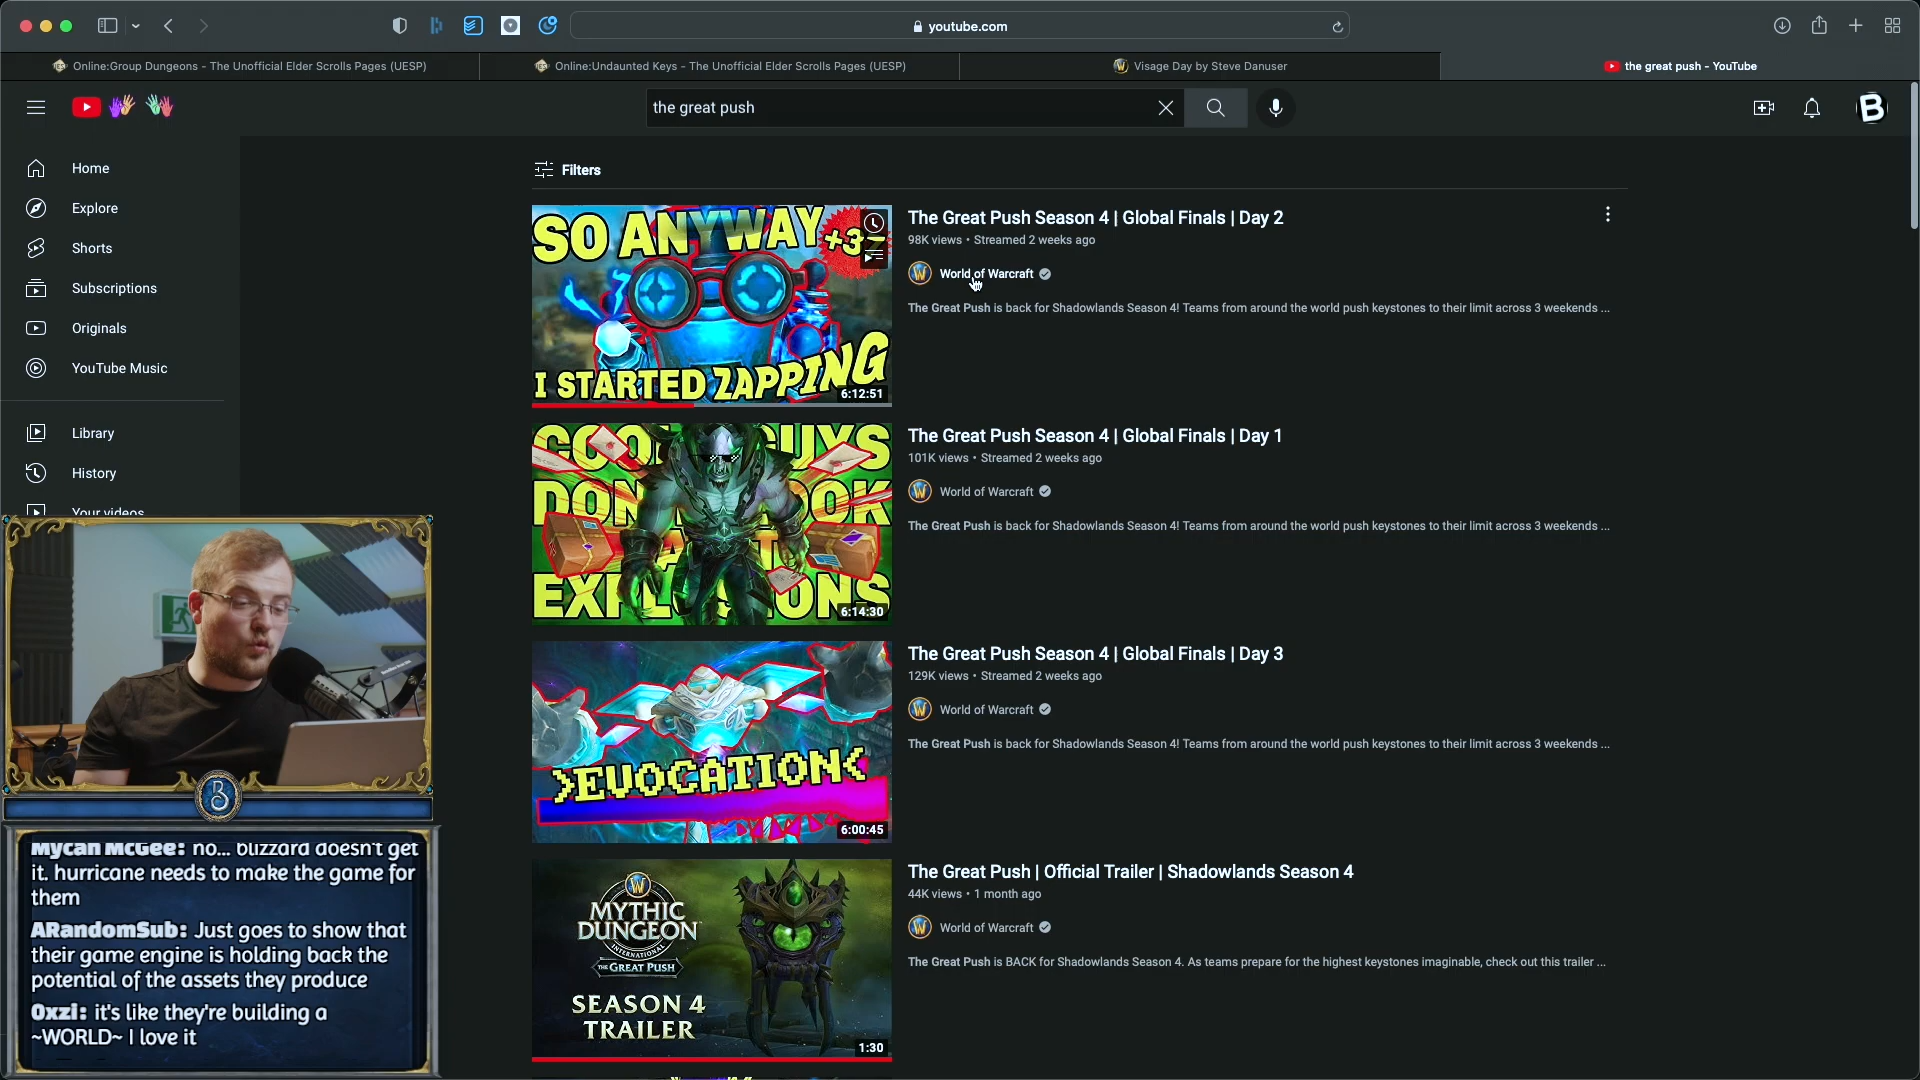 youtube.com
Online:Group Dungeons - The Unofficial Elder Scrolls Pages (UESP)
Online:Undaunted Keys - The Unofficial Elder Scrolls Pages (UESP)
Visage Day by Steve Danuser
the great push - YouTube
the great push
B
Home
Explore
Shorts
Subscriptions
Originals
YouTube Music
Library
History
Your videos
Filters
SO ANYWAY
I STARTED ZAPPING
6:12:51
The Great Push Season 4 | Global Finals | Day 2
98K views • Streamed 2 weeks ago
World of Warcraft
The Great Push is back for Shadowlands Season 4! Teams from around the world push keystones to their limit across 3 weekends ...
6:14:30
The Great Push Season 4 | Global Finals | Day 1
101K views • Streamed 2 weeks ago
World of Warcraft
The Great Push is back for Shadowlands Season 4! Teams from around the world push keystones to their limit across 3 weekends ...
>EVOCATION<
6:00:45
The Great Push Season 4 | Global Finals | Day 3
129K views • Streamed 2 weeks ago
World of Warcraft
The Great Push is back for Shadowlands Season 4! Teams from around the world push keystones to their limit across 3 weekends ...
MYTHIC
DUNGEON
INTERNATIONAL
THE GREAT PUSH
SEASON 4
TRAILER
1:30
The Great Push | Official Trailer | Shadowlands Season 4
44K views • 1 month ago
World of Warcraft
The Great Push is BACK for Shadowlands Season 4. As teams prepare for the highest keystones imaginable, check out this trailer ...
B
Mycan McGee: no... blizzard doesn't get
it. hurricane needs to make the game for
them
ARandomSub: Just goes to show that
their game engine is holding back the
potential of the assets they produce
Oxzi: it's like they're building a
~WORLD~ I love it